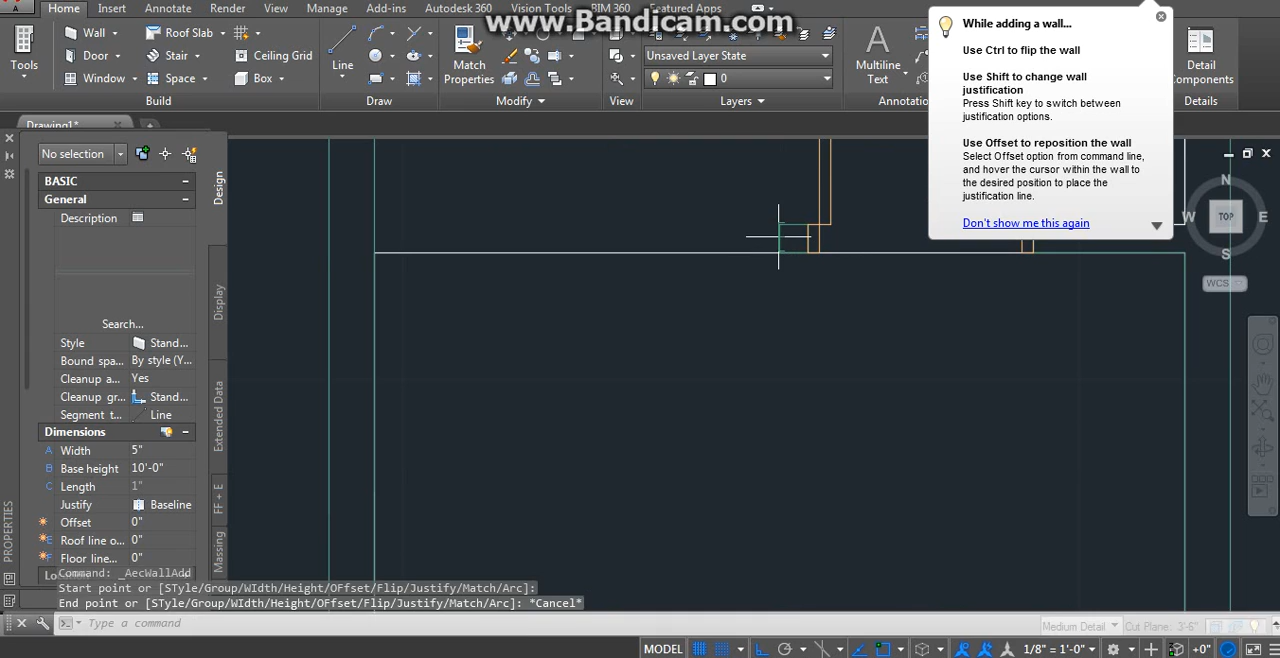 Home Insert Annotate Render View Manage Add-ins Autodesk 360 Vision Tools BIM 360 Featured Apps
www.Bandicam.com
While adding a wall...
Use Ctrl to flip the wall
Use Shift to change wall
justification
Press Shift key to switch between
justification options.
Use Offset to reposition the wall
Select Offset option from command line,
and hover the cursor within the wall to
the desired position to place the
justification line.
Don't show me this again
Tools
Wall Roof Slab
Door Stair Ceiling Grid
Window Space Box
Build
Line
Draw
Match
Properties
Modify
View
Unsaved Layer State
0
Layers
Multiline
Text
Annotation
Detail
Components
Details
Drawing1*
No selection
BASIC
General
Description
Search...
Style Stand...
Bound spa... By style (Y...
Cleanup a... Yes
Cleanup gr... Stand...
Segment t... Line
Dimensions
A Width 5"
B Base height 10'-0"
C Length 1"
Justify Baseline
Offset 0"
Roof line o... 0"
Floor line... 0"
Design
Display
Extended Data
FF + E
Massing
PROPERTIES
N
W TOP E
S
WCS
Command: _AecWallAdd
Start point or [STyle/Group/WIdth/Height/OFfset/Flip/Justify/Match/Arc]:
End point or [STyle/Group/WIdth/Height/OFfset/Flip/Justify/Match/Arc]: *Cancel*
Type a command
Medium Detail Cut Plane: 3'-6"
MODEL 1/8" = 1'-0" +0"